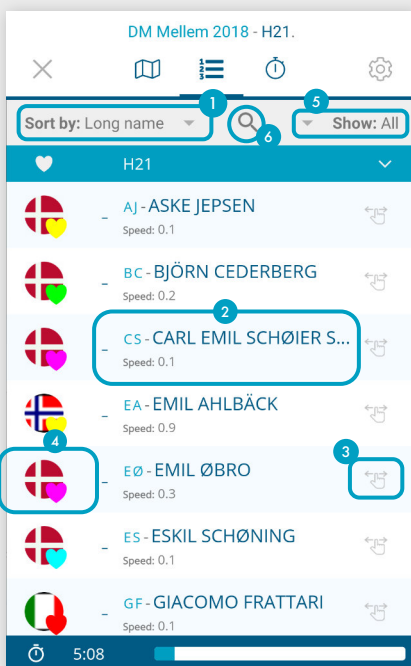 DM Mellem 2018 - H21.
1
2
3
1
5
Sort by: Long name
6
Show: All
H21
AJ - ASKE JEPSEN
Speed: 0.1
BC - BJÖRN CEDERBERG
Speed: 0.2
2
CS - CARL EMIL SCHØIER S...
Speed: 0.1
EA - EMIL AHLBÄCK
Speed: 0.9
4
3
EØ - EMIL ØBRO
Speed: 0.3
ES - ESKIL SCHØNING
Speed: 0.1
GF - GIACOMO FRATTARI
Speed: 0.1
5:08